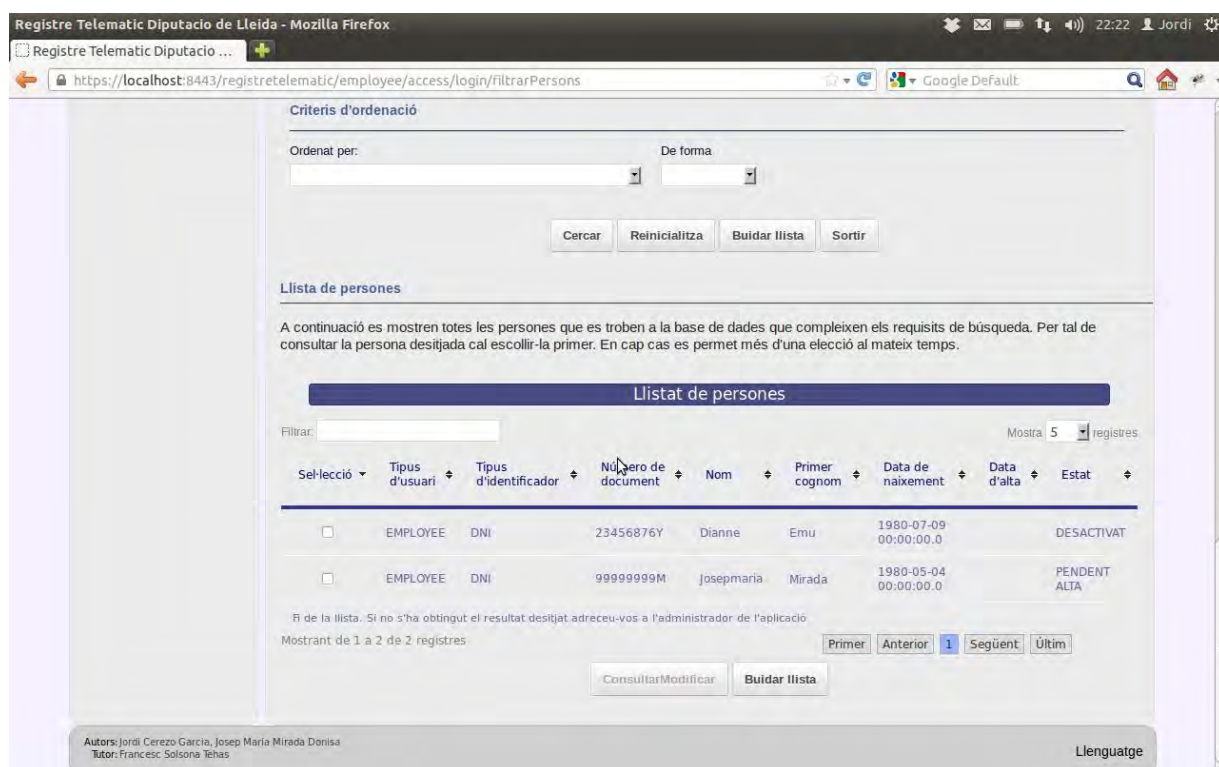 Registre Telematic Diputacio de Lleida - Mozilla Firefox
22:22 Jordi
Registre Telematic Diputacio ...
https://localhost:8443/registretelematic/employee/access/login/filtrarPersons
Google Default
Criteris d'ordenació
Ordenat per:
De forma
Cercar Reinicialitza Buidar llista Sortir
Llista de persones
A continuació es mostren totes les persones que es troben a la base de dades que compleixen els requisits de búsqueda. Per tal de
consultar la persona desitjada cal escollir-la primer. En cap cas es permet més d'una elecció al mateix temps.
Llistat de persones
Filtrar:
Mostra 5 registres
Sel·lecció Tipus d'usuari Tipus d'identificador Número de document Nom Primer cognom Data de naixement Data d'alta Estat
EMPLOYEE DNI 23456876Y Dianne Emu 1980-07-09 00:00:00.0 DESACTIVAT
EMPLOYEE DNI 99999999M Josepmaria Mirada 1980-05-04 00:00:00.0 PENDENT ALTA
Fi de la llista. Si no s'ha obtingut el resultat desitjat adreceu-vos a l'administrador de l'aplicació
Mostrant de 1 a 2 de 2 registres
Primer Anterior 1 Següent Últim
ConsultarModificar Buidar llista
Autors: Jordi Cerezo Garcia, Josep Maria Mirada Donisa
Tutor: Francesc Solsona Tehas
Llenguatge